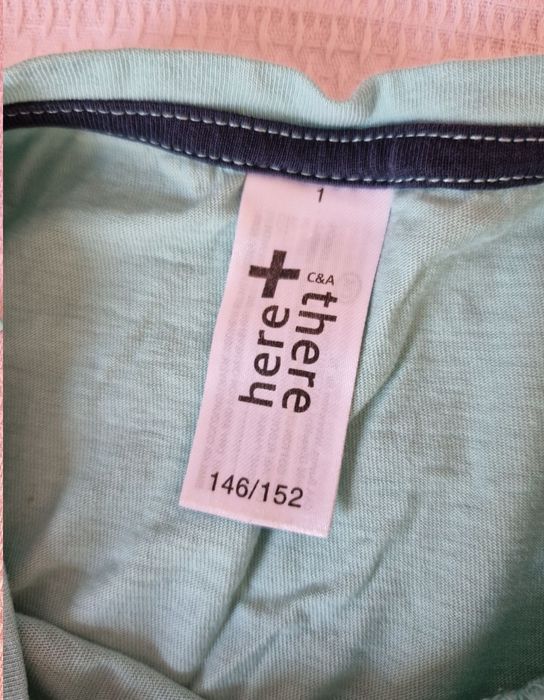 1
C&A
here
+
there
146/152